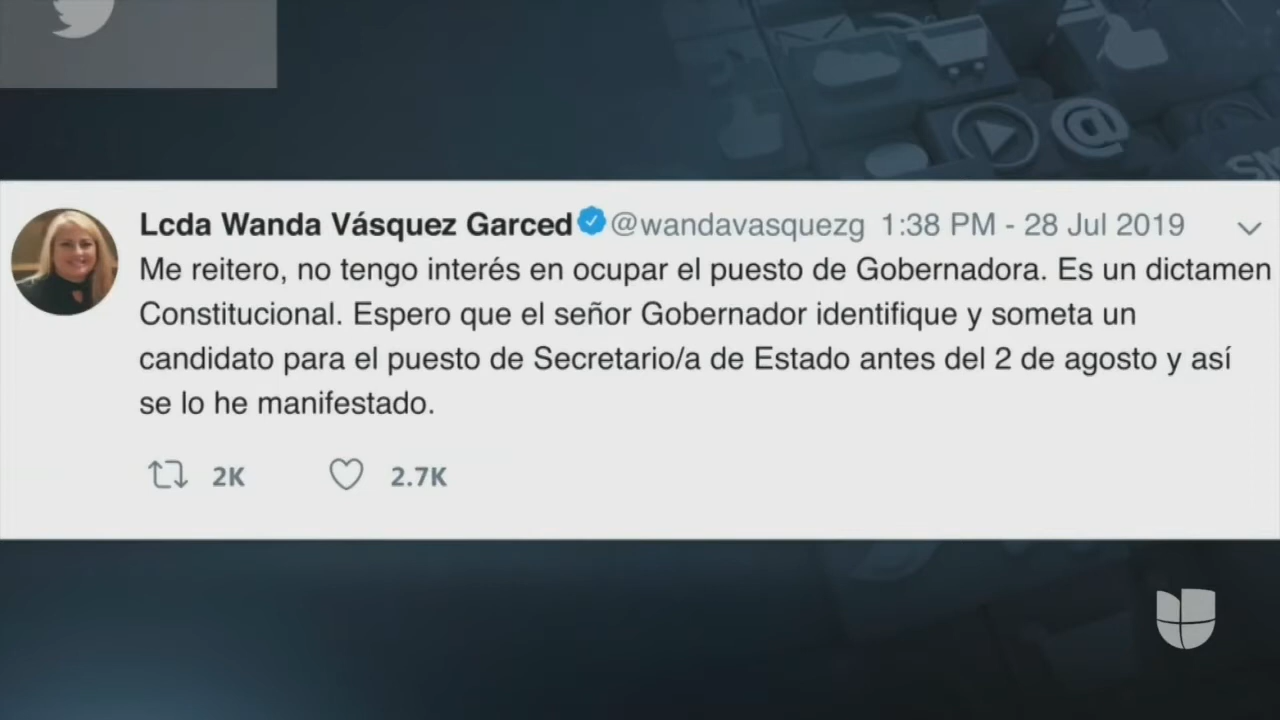 Lcda Wanda Vásquez Garced @wandavasquezg 1:38 PM - 28 Jul 2019
Me reitero, no tengo interés en ocupar el puesto de Gobernadora. Es un dictamen
Constitucional. Espero que el señor Gobernador identifique y someta un
candidato para el puesto de Secretario/a de Estado antes del 2 de agosto y así
se lo he manifestado.
2K 2.7K